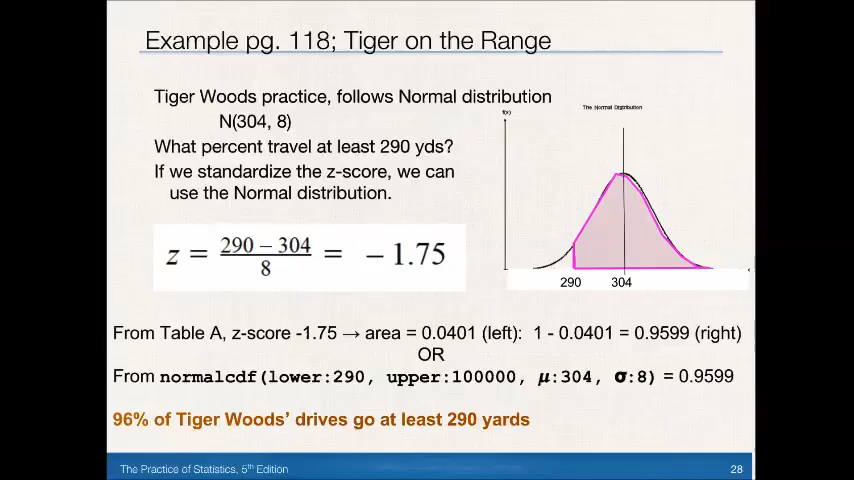 Example pg. 118; Tiger on the Range
Tiger Woods practice, follows Normal distribution
N(304, 8)
What percent travel at least 290 yds?
If we standardize the z-score, we can
use the Normal distribution.
The Normal Distribution
f(x)
z = 290 – 304 / 8 = – 1.75
290 304
From Table A, z-score -1.75 → area = 0.0401 (left): 1 - 0.0401 = 0.9599 (right)
OR
From normalcdf(lower:290, upper:100000, μ:304, σ:8) = 0.9599
96% of Tiger Woods’ drives go at least 290 yards
The Practice of Statistics, 5th Edition
28